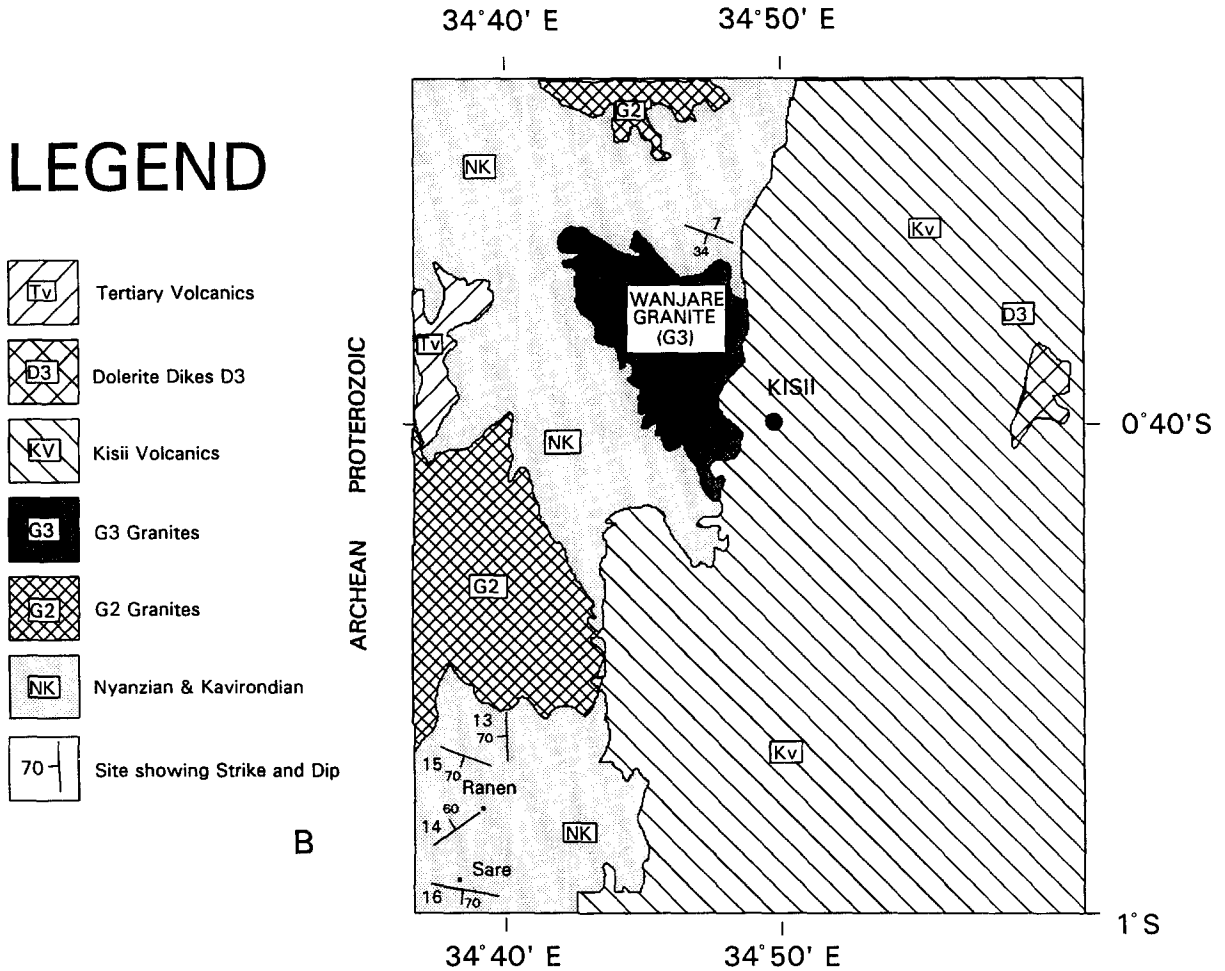 34°40' E
34°50' E
LEGEND
Tv Tertiary Volcanics
D3 Dolerite Dikes D3
KV Kisii Volcanics
G3 G3 Granites
G2 G2 Granites
NK Nyanzian & Kavirondian
70 Site showing Strike and Dip
PROTEROZOIC
ARCHEAN
B
G2
NK
7
34
Kv
WANJARE
GRANITE
(G3)
D3
Tv
KISII
0°40'S
NK
G2
13
70
15
70
Ranen
60
14
Kv
NK
Sare
16
70
1°S
34°40' E
34°50' E